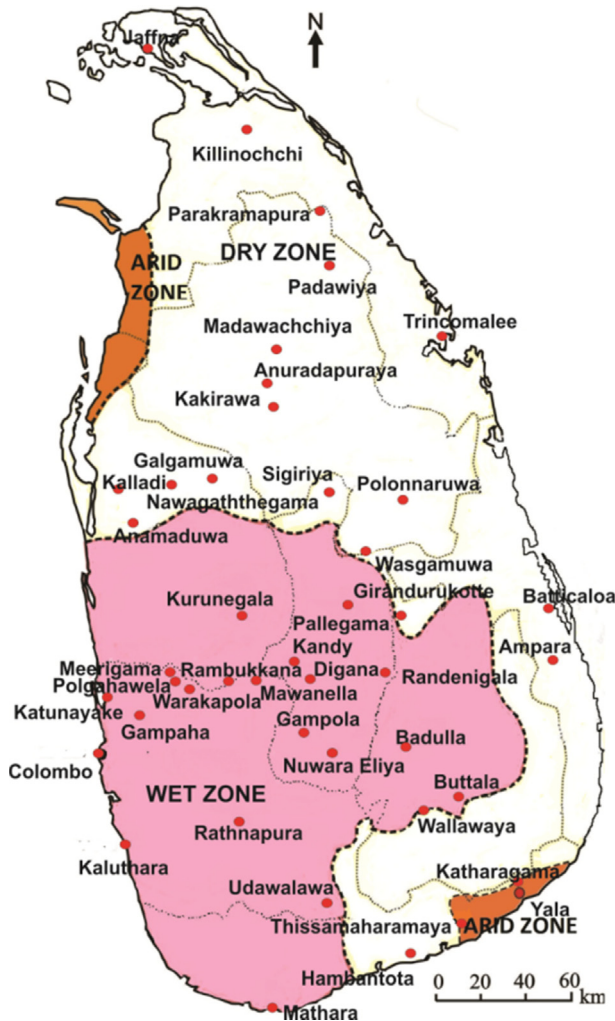 N
Jaffna
Killinochchi
Parakramapura
DRY ZONE
ARID
ZONE
Padawiya
Trincomalee
Madawachchiya
Anuradapuraya
Kakirawa
Galgamuwa
Sigiriya
Polonnaruwa
Kalladi
Nawagaththegama
Anamaduwa
Wasgamuwa
Girandurukotte
Batticaloa
Kurunegala
Pallegama
Kandy
Ampara
Meerigama
Rambukkana
Digana
Randenigala
Polgahawela
Mawanella
Warakapola
Katunayake
Gampaha
Gampola
Badulla
Nuwara Eliya
Colombo
Buttala
WET ZONE
Wallawaya
Rathnapura
Kaluthara
Katharagama
Udawalawa
Yala
Thissamaharamaya
ARID ZONE
Hambantota
0 20 40 60
km
Mathara